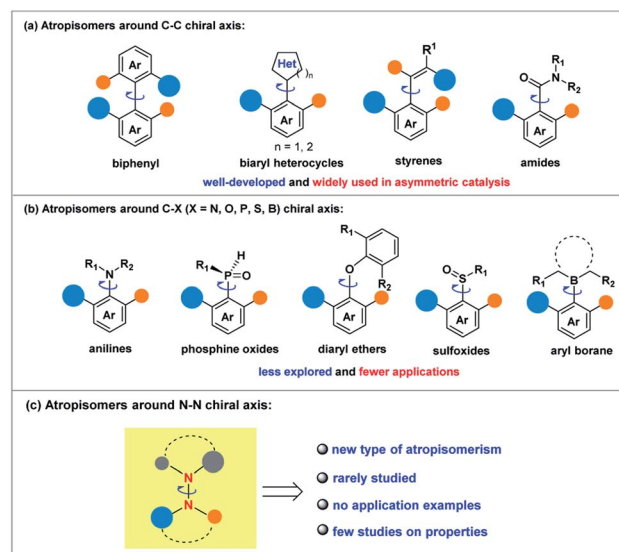 (a) Atropisomers around C-C chiral axis:
Ar
Ar
biphenyl
Het
( )n
Ar
n = 1, 2
biaryl heterocycles
R1
Ar
styrenes
R1
N
R2
O
Ar
amides
well-developed and widely used in asymmetric catalysis
(b) Atropisomers around C-X (X = N, O, P, S, B) chiral axis:
R1
N
R2
Ar
anilines
H
R1
P
O
Ar
phosphine oxides
R1
O
R2
Ar
diaryl ethers
O
S
R1
Ar
sulfoxides
R1
B
R2
Ar
aryl borane
less explored and fewer applications
(c) Atropisomers around N-N chiral axis:
N
N
new type of atropisomerism
rarely studied
no application examples
few studies on properties